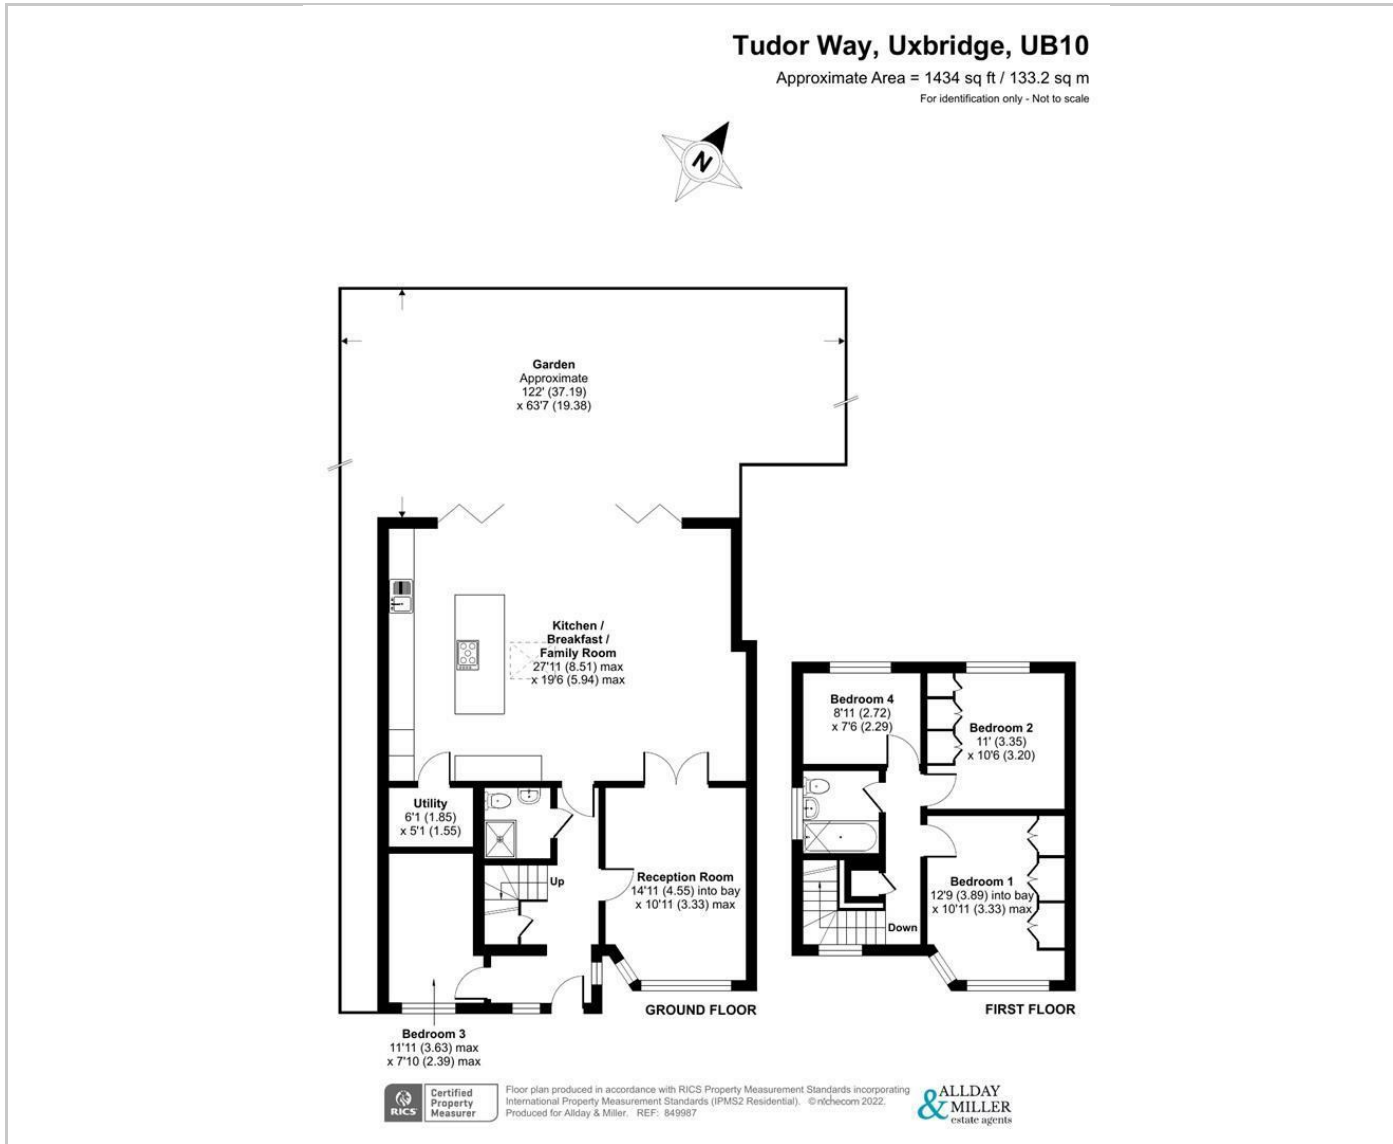 Tudor Way, Uxbridge, UB10
Approximate Area = 1434 sq ft / 133.2 sq m
For identification only - Not to scale
N
Garden
Approximate
122' (37.19)
x 63'7 (19.38)
Kitchen /
Breakfast /
Family Room
27'11 (8.51) max
x 19'6 (5.94) max
Utility
6'1 (1.85)
x 5'1 (1.55)
Up
Reception Room
14'11 (4.55) into bay
x 10'11 (3.33) max
Bedroom 3
11'11 (3.63) max
x 7'10 (2.39) max
GROUND FLOOR
Bedroom 4
8'11 (2.72)
x 7'6 (2.29)
Bedroom 2
11' (3.35)
x 10'6 (3.20)
Bedroom 1
12'9 (3.89) into bay
x 10'11 (3.33) max
Down
FIRST FLOOR
RICS
Certified
Property
Measurer
Floor plan produced in accordance with RICS Property Measurement Standards incorporating
International Property Measurement Standards (IPMS2 Residential). © nichecom 2022.
Produced for Allday & Miller. REF: 849987
ALLDAY
& MILLER
estate agents